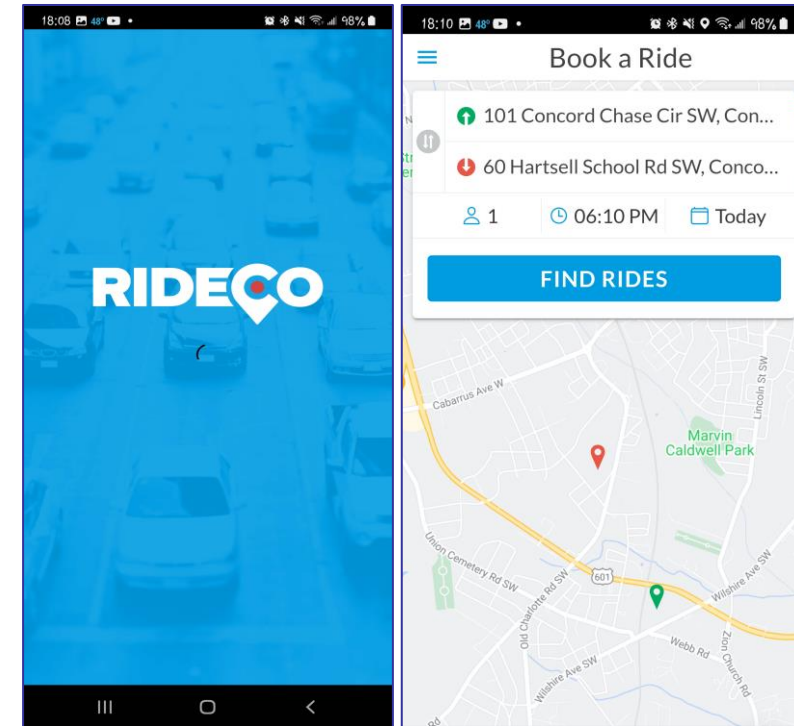 18:08 48° 98%
RIDECO
18:10 48° 98%
Book a Ride
101 Concord Chase Cir SW, Con...
60 Hartsell School Rd SW, Conco...
1 06:10 PM Today
FIND RIDES
Cabarrus Ave W
Lincoln St SW
Marvin
Caldwell Park
Union Cemetery Rd SW
601
Old Charlotte Rd SW
Wilshire Ave SW
Webb Rd
Zion Church Rd
Wilshire Ave SW